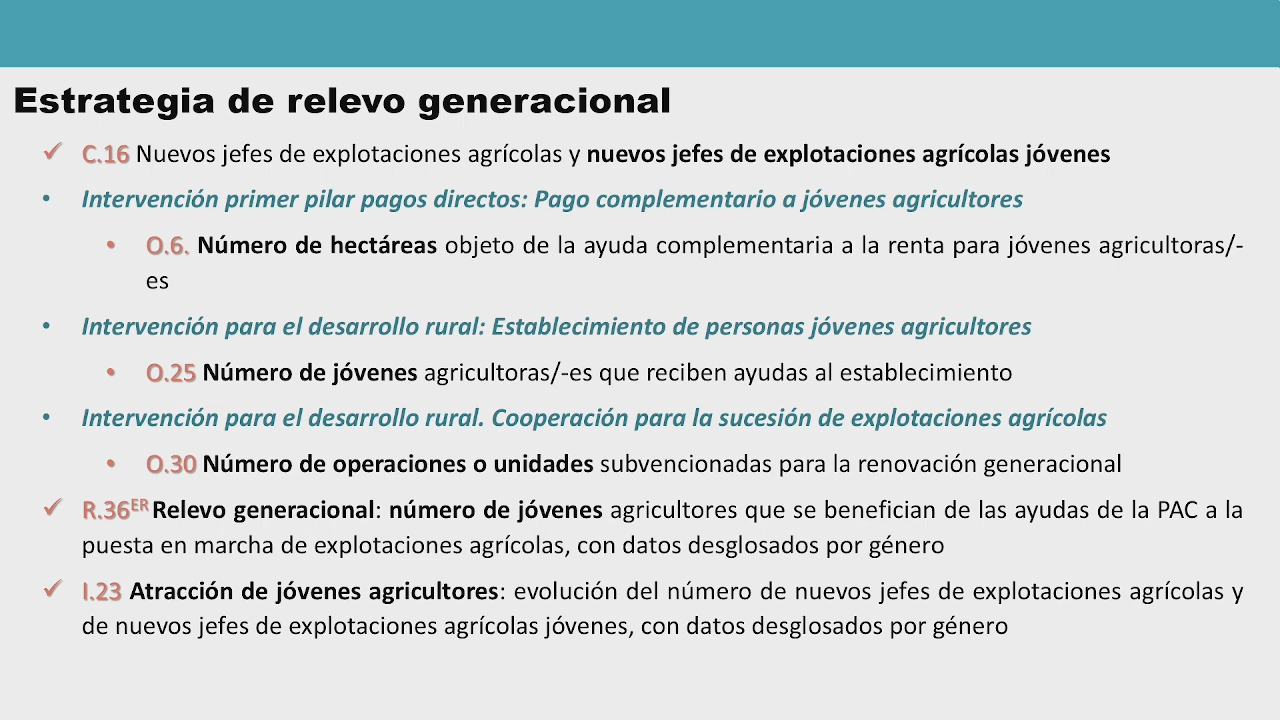 Estrategia de relevo generacional
✓ C.16 Nuevos jefes de explotaciones agrícolas y nuevos jefes de explotaciones agrícolas jóvenes
• Intervención primer pilar pagos directos: Pago complementario a jóvenes agricultores
• O.6. Número de hectáreas objeto de la ayuda complementaria a la renta para jóvenes agricultoras/-
es
• Intervención para el desarrollo rural: Establecimiento de personas jóvenes agricultores
• O.25 Número de jóvenes agricultoras/-es que reciben ayudas al establecimiento
• Intervención para el desarrollo rural. Cooperación para la sucesión de explotaciones agrícolas
• O.30 Número de operaciones o unidades subvencionadas para la renovación generacional
✓ R.36ER Relevo generacional: número de jóvenes agricultores que se benefician de las ayudas de la PAC a la
puesta en marcha de explotaciones agrícolas, con datos desglosados por género
✓ I.23 Atracción de jóvenes agricultores: evolución del número de nuevos jefes de explotaciones agrícolas y
de nuevos jefes de explotaciones agrícolas jóvenes, con datos desglosados por género